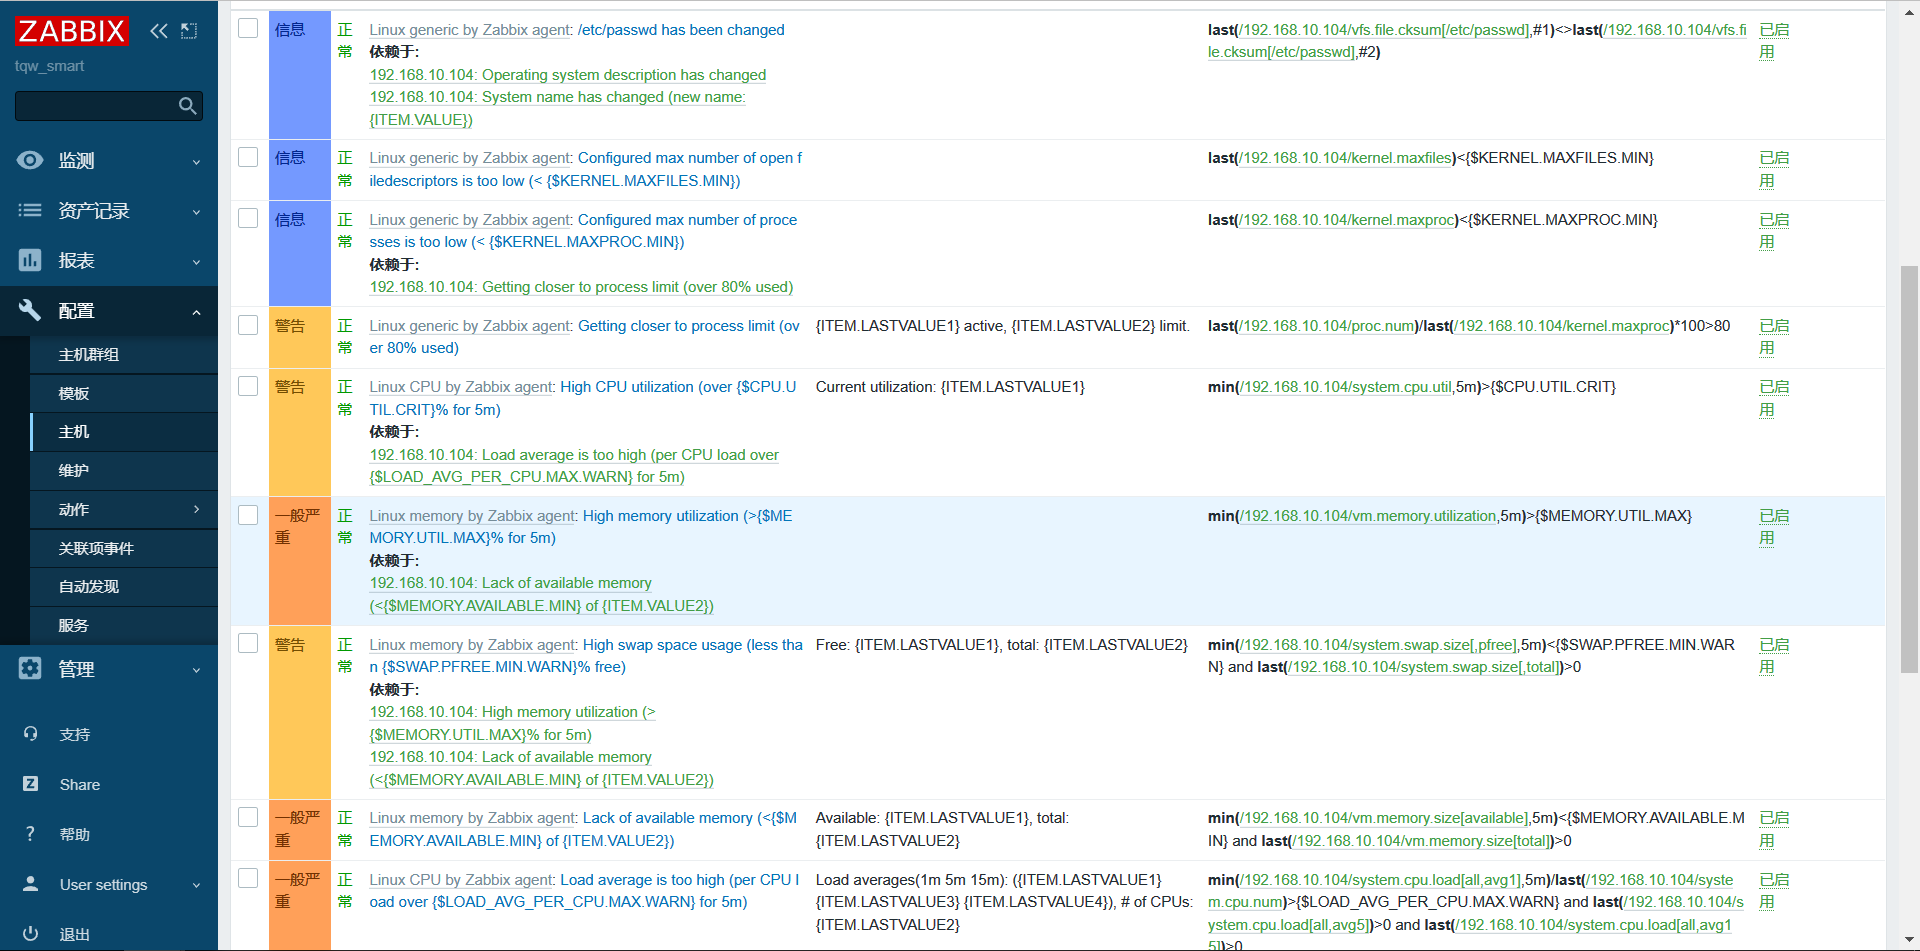 ZABBIX
tqw_smart
监测
资产记录
报表
配置
主机群组
模板
主机
维护
动作
关联项事件
自动发现
服务
管理
支持
Share
帮助
User settings
退出
信息
正常
Linux generic by Zabbix agent: /etc/passwd has been changed
依赖于:
192.168.10.104: Operating system description has changed
192.168.10.104: System name has changed (new name:
{ITEM.VALUE})
last(/192.168.10.104/vfs.file.cksum[/etc/passwd],#1)<>last(/192.168.10.104/vfs.fi
le.cksum[/etc/passwd],#2)
已启
用
信息
正常
Linux generic by Zabbix agent: Configured max number of open f
iledescriptors is too low (< {$KERNEL.MAXFILES.MIN})
last(/192.168.10.104/kernel.maxfiles)<{$KERNEL.MAXFILES.MIN}
已启
用
信息
正常
Linux generic by Zabbix agent: Configured max number of proce
sses is too low (< {$KERNEL.MAXPROC.MIN})
依赖于:
192.168.10.104: Getting closer to process limit (over 80% used)
last(/192.168.10.104/kernel.maxproc)<{$KERNEL.MAXPROC.MIN}
已启
用
警告
正常
Linux generic by Zabbix agent: Getting closer to process limit (ov
er 80% used)
{ITEM.LASTVALUE1} active, {ITEM.LASTVALUE2} limit.
last(/192.168.10.104/proc.num)/last(/192.168.10.104/kernel.maxproc)*100>80
已启
用
警告
正常
Linux CPU by Zabbix agent: High CPU utilization (over {$CPU.U
TIL.CRIT}% for 5m)
依赖于:
192.168.10.104: Load average is too high (per CPU load over
{$LOAD_AVG_PER_CPU.MAX.WARN} for 5m)
Current utilization: {ITEM.LASTVALUE1}
min(/192.168.10.104/system.cpu.util,5m)>{$CPU.UTIL.CRIT}
已启
用
一般严
重
正常
Linux memory by Zabbix agent: High memory utilization (>{$ME
MORY.UTIL.MAX}% for 5m)
依赖于:
192.168.10.104: Lack of available memory
(<{$MEMORY.AVAILABLE.MIN} of {ITEM.VALUE2})
min(/192.168.10.104/vm.memory.utilization,5m)>{$MEMORY.UTIL.MAX}
已启
用
警告
正常
Linux memory by Zabbix agent: High swap space usage (less tha
n {$SWAP.PFREE.MIN.WARN}% free)
依赖于:
192.168.10.104: High memory utilization (>
{$MEMORY.UTIL.MAX}% for 5m)
192.168.10.104: Lack of available memory
(<{$MEMORY.AVAILABLE.MIN} of {ITEM.VALUE2})
Free: {ITEM.LASTVALUE1}, total: {ITEM.LASTVALUE2}
min(/192.168.10.104/system.swap.size[,pfree],5m)<{$SWAP.PFREE.MIN.WAR
N} and last(/192.168.10.104/system.swap.size[,total])>0
已启
用
一般严
重
正常
Linux memory by Zabbix agent: Lack of available memory (<{$M
EMORY.AVAILABLE.MIN} of {ITEM.VALUE2})
Available: {ITEM.LASTVALUE1}, total:
{ITEM.LASTVALUE2}
min(/192.168.10.104/vm.memory.size[available],5m)<{$MEMORY.AVAILABLE.M
IN} and last(/192.168.10.104/vm.memory.size[total])>0
已启
用
一般严
重
正常
Linux CPU by Zabbix agent: Load average is too high (per CPU l
oad over {$LOAD_AVG_PER_CPU.MAX.WARN} for 5m)
Load averages(1m 5m 15m): ({ITEM.LASTVALUE1}
{ITEM.LASTVALUE3} {ITEM.LASTVALUE4}), # of CPUs:
{ITEM.LASTVALUE2}
min(/192.168.10.104/system.cpu.load[all,avg1],5m)/last(/192.168.10.104/syste
m.cpu.num)>{$LOAD_AVG_PER_CPU.MAX.WARN} and last(/192.168.10.104/s
ystem.cpu.load[all,avg5])>0 and last(/192.168.10.104/system.cpu.load[all,avg1
5])>0
已启
用